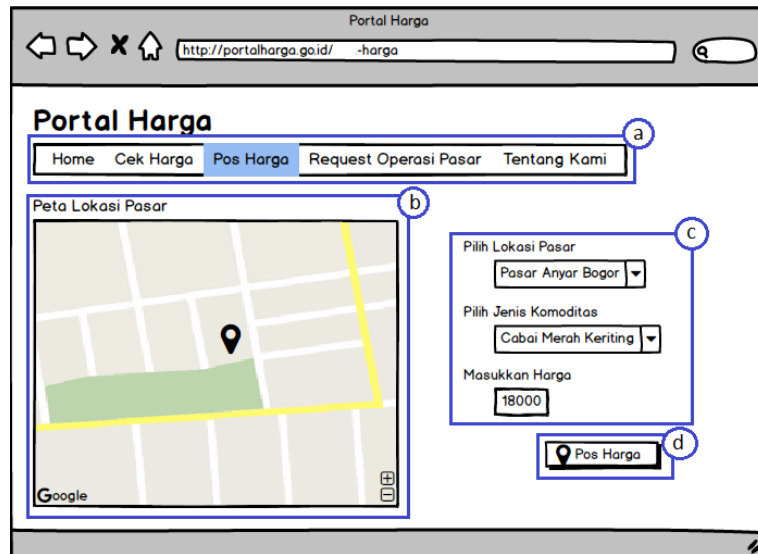 Portal Harga
http://portalharga.go.id/ -harga
Portal Harga
a
Home Cek Harga Pos Harga Request Operasi Pasar Tentang Kami
b
Peta Lokasi Pasar
Google
c
Pilih Lokasi Pasar
Pasar Anyar Bogor
Pilih Jenis Komoditas
Cabai Merah Keriting
Masukkan Harga
18000
d
Pos Harga